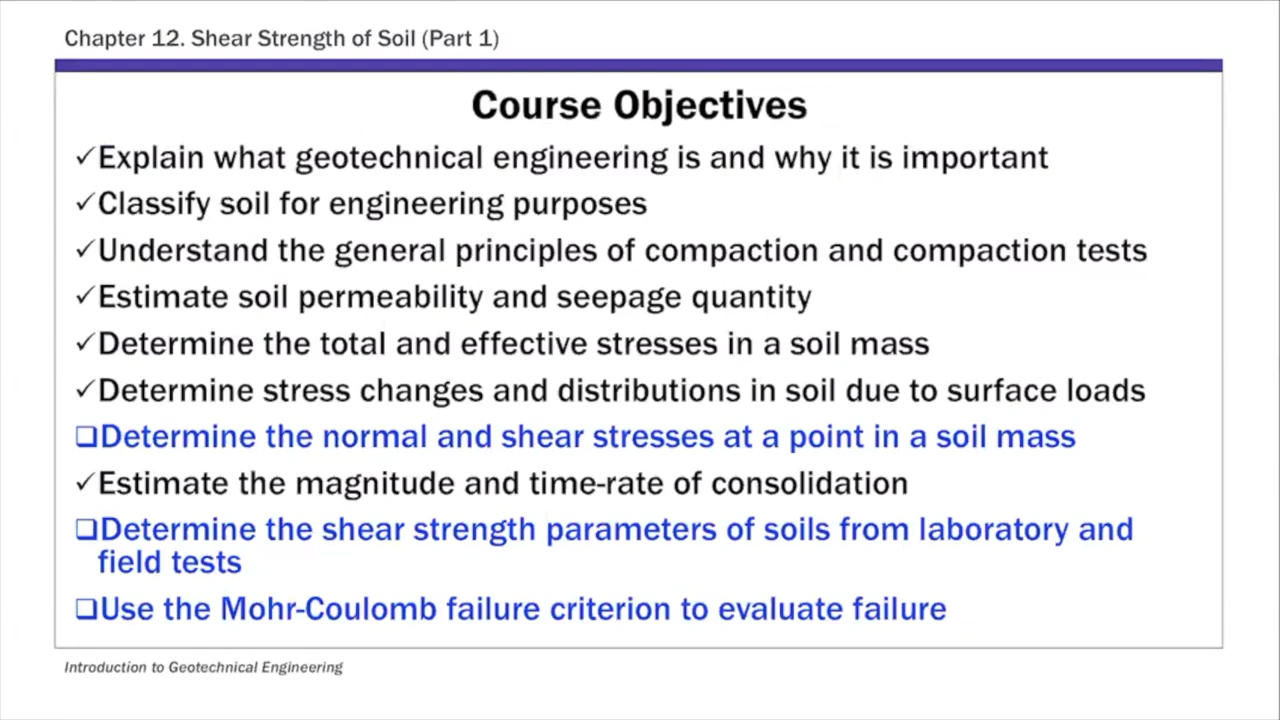 Chapter 12. Shear Strength of Soil (Part 1)
Course Objectives
✓Explain what geotechnical engineering is and why it is important
✓Classify soil for engineering purposes
✓Understand the general principles of compaction and compaction tests
✓Estimate soil permeability and seepage quantity
✓Determine the total and effective stresses in a soil mass
✓Determine stress changes and distributions in soil due to surface loads
❑Determine the normal and shear stresses at a point in a soil mass
✓Estimate the magnitude and time-rate of consolidation
❑Determine the shear strength parameters of soils from laboratory and
field tests
❑Use the Mohr-Coulomb failure criterion to evaluate failure
Introduction to Geotechnical Engineering